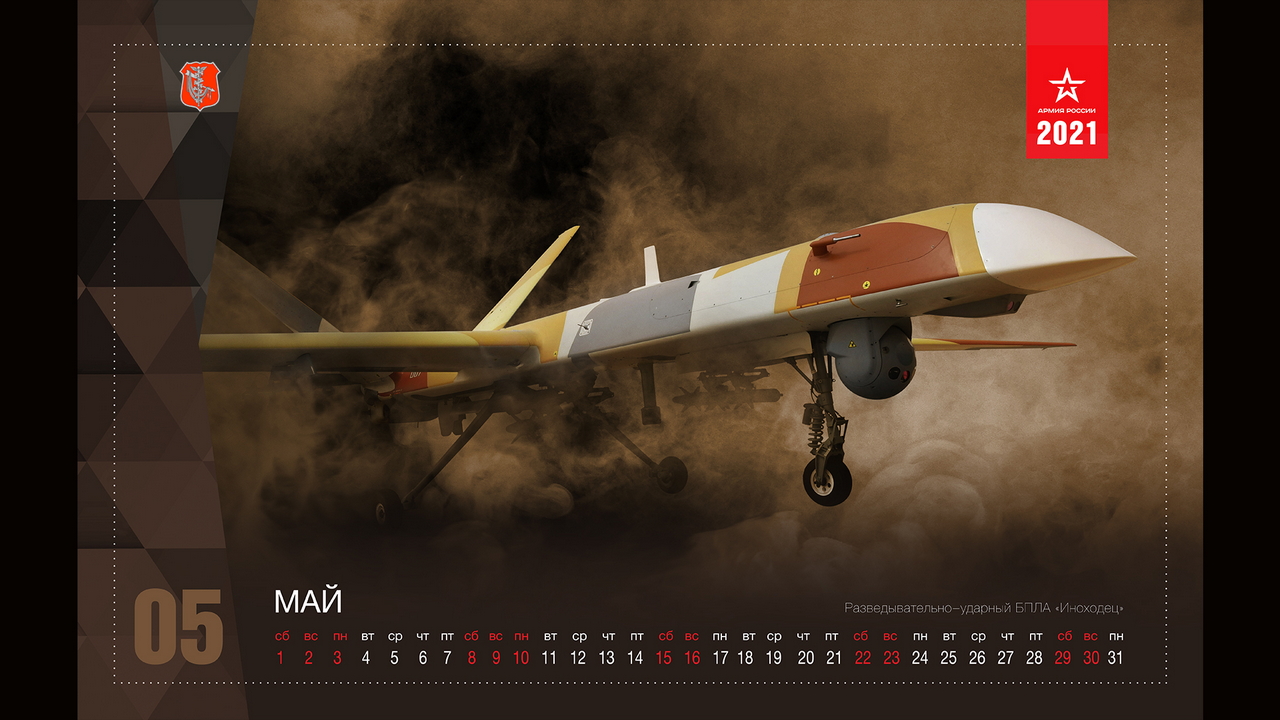 АРМИЯ РОССИИ
2021
05
МАЙ
Разведывательно-ударный БПЛА «Иноходец»
сб вс пн вт ср чт пт сб вс пн вт ср чт пт сб вс пн вт ср чт пт сб вс пн вт ср чт пт сб вс пн
1 2 3 4 5 6 7 8 9 10 11 12 13 14 15 16 17 18 19 20 21 22 23 24 25 26 27 28 29 30 31